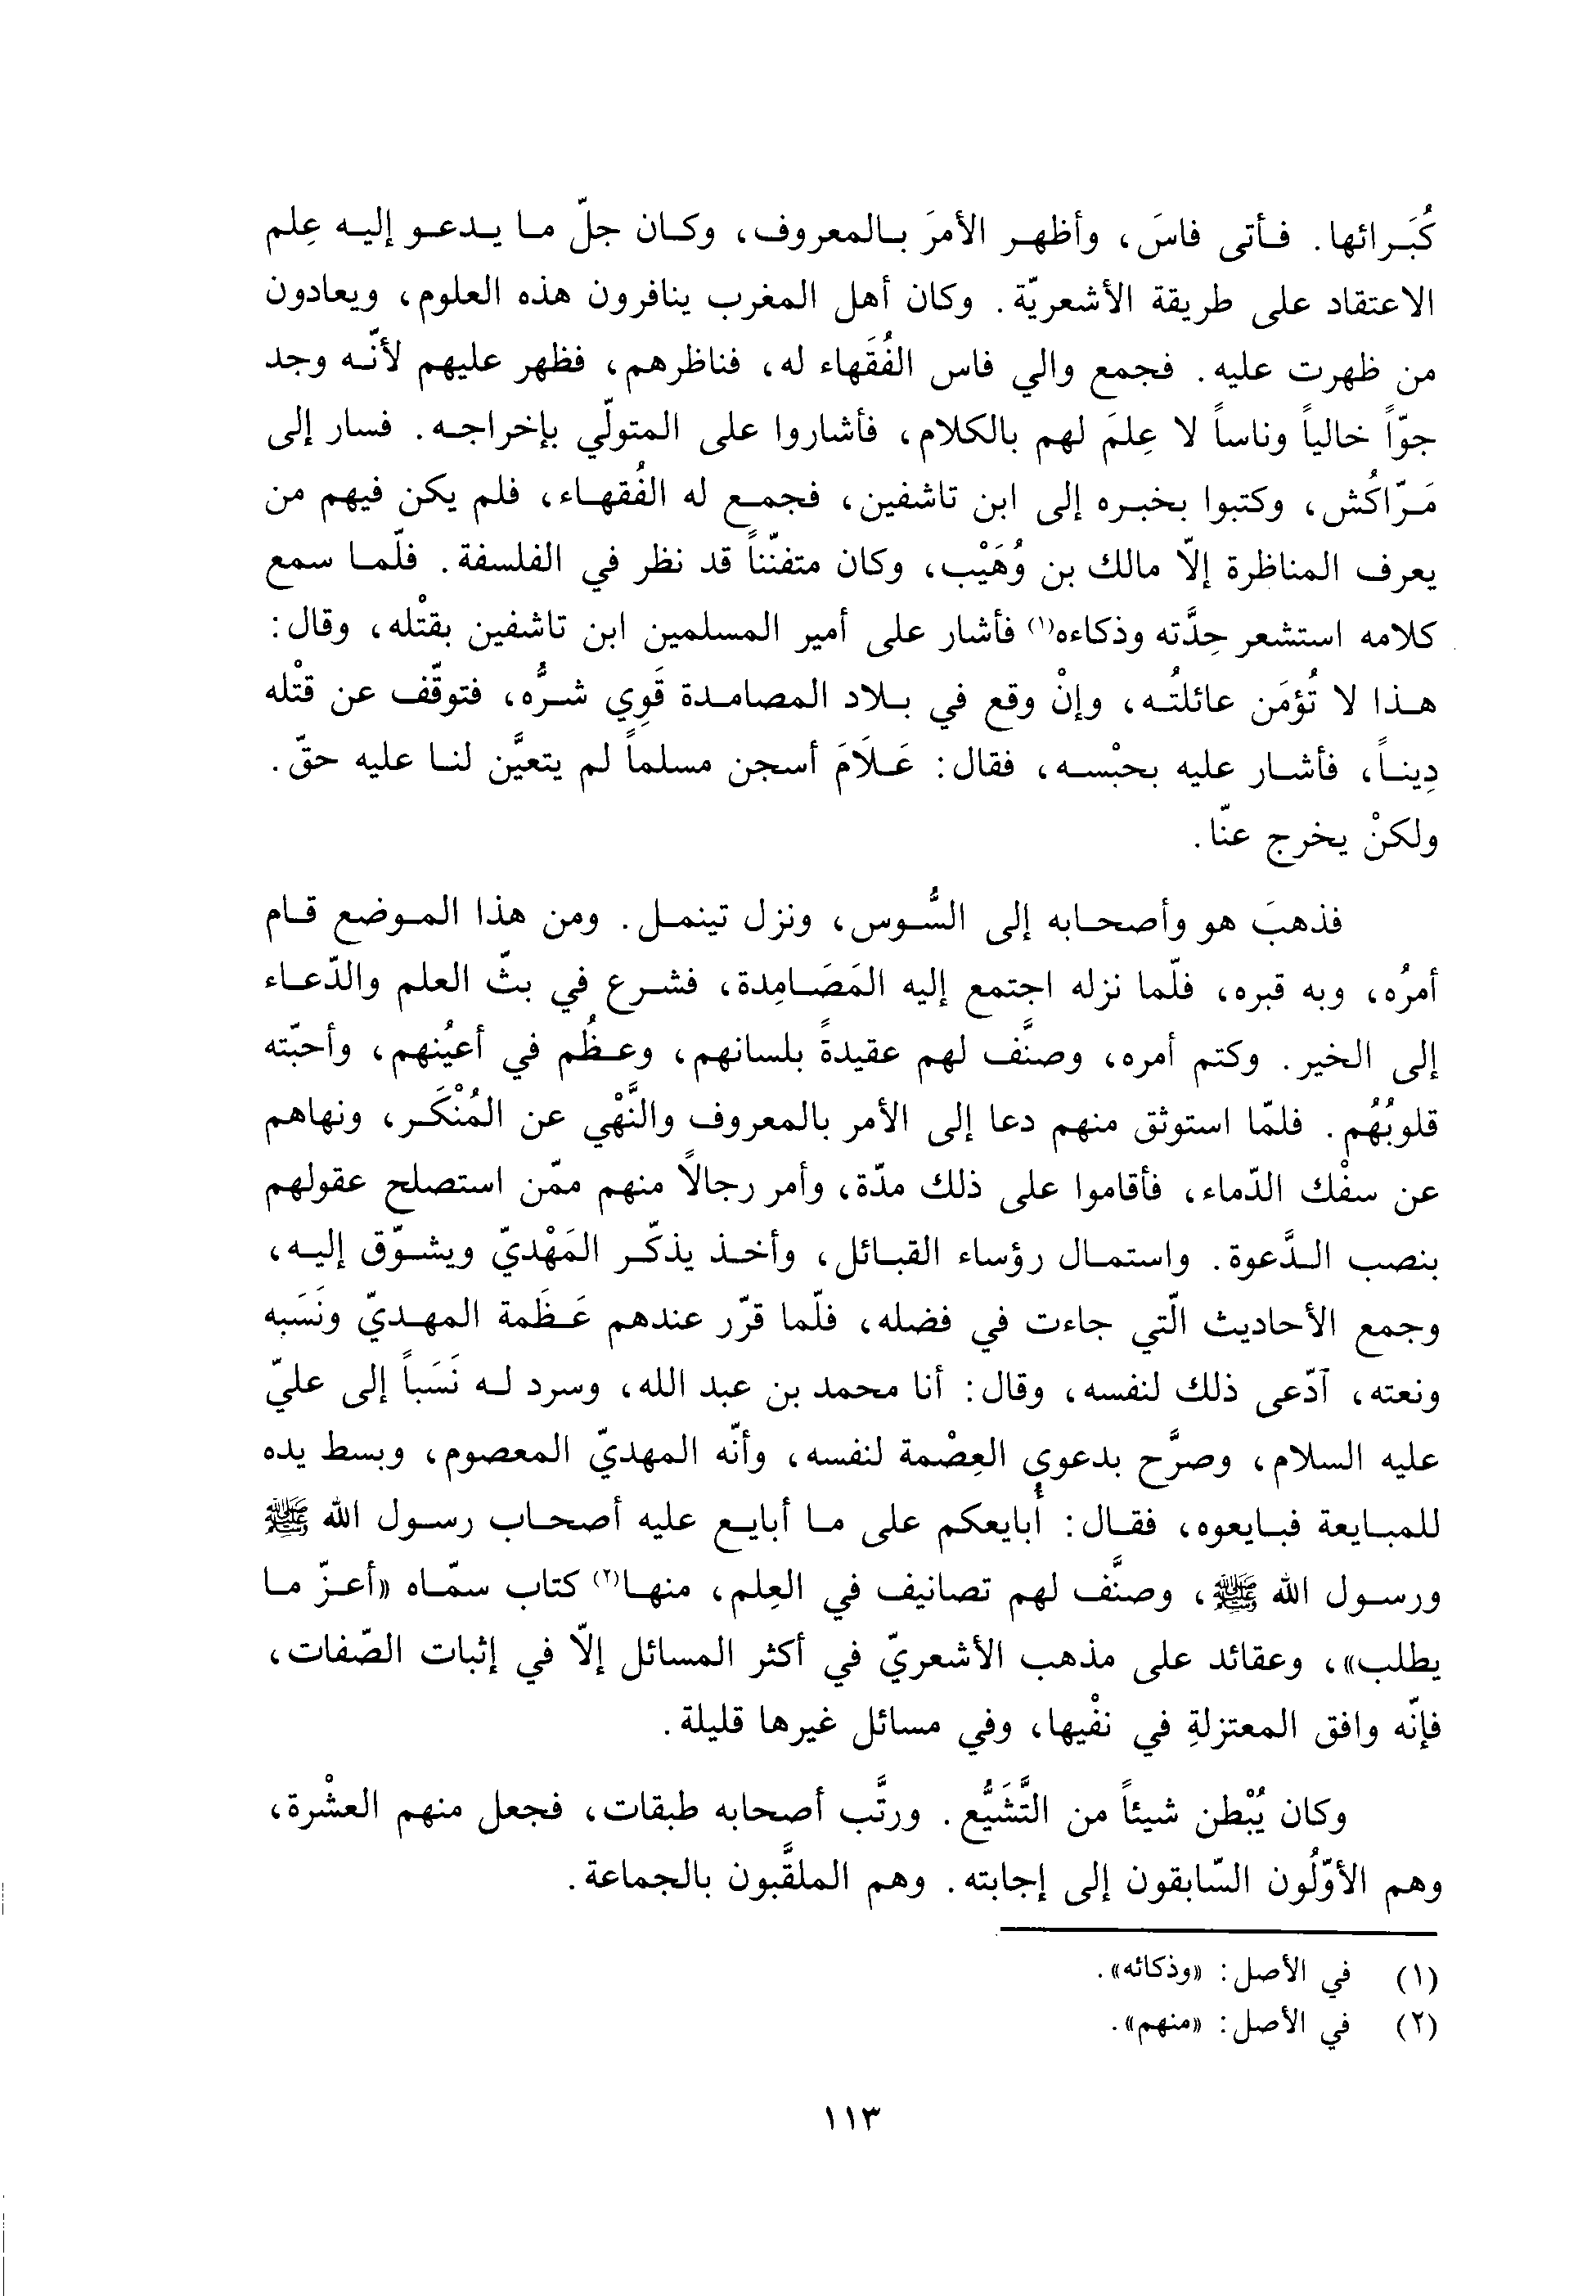 كُبَرائها. فأتى فاسَ، وأظهر الأمرَ بالمعروف، وكان جلّ ما يدعو إليه عِلم
الاعتقاد على طريقة الأشعريّة. وكان أهل المغرب ينافرون هذه العلوم، ويعادون
من ظهرت عليه. فجمع والي فاس الفُقَهاء له، فناظرهم، فظهر عليهم لأنّه وجد
جوّاً خالياً وناساً لا عِلمَ لهم بالكلام، فأشاروا على المتولّي بإخراجه. فسار إلى
مَرّاكُش، وكتبوا بخبره إلى ابن تاشفين، فجمع له الفُقهاء، فلم يكن فيهم من
يعرف المناظرة إلّا مالك بن وُهَيْب، وكان متفنّناً قد نظر في الفلسفة. فلّما سمع
كلامه استشعر حِدَّته وذكاءه(١) فأشار على أمير المسلمين ابن تاشفين بقتْله، وقال:
هذا لا تُؤمَن عائلتُه، وإنْ وقع في بلاد المصامدة قَوِي شرُّه، فتوقّف عن قتْله
دِيناً، فأشار عليه بحبْسه، فقال: عَلَامَ أسجن مسلماً لم يتعيَّن لنا عليه حقّ.
ولكنْ يخرج عنّا.
فذهبَ هو وأصحابه إلى السُّوس، ونزل تينمل. ومن هذا الموضع قام
أمرُه، وبه قبره، فلّما نزله اجتمع إليه المَصَامِدة، فشرع في بثّ العلم والدّعاء
إلى الخير. وكتم أمره، وصنَّف لهم عقيدةً بلسانهم، وعظُم في أعيُنهم، وأحبّته
قلوبُهُم. فلمّا استوثق منهم دعا إلى الأمر بالمعروف والنَّهْي عن المُنْكَر، ونهاهم
عن سفْك الدّماء، فأقاموا على ذلك مدّة، وأمر رجالاً منهم ممّن استصلح عقولهم
بنصب الدَّعوة. واستمال رؤساء القبائل، وأخذ يذكّر المَهْديّ ويشوّق إليه،
وجمع الأحاديث الّتي جاءت في فضله، فلّما قرّر عندهم عَظَمة المهديّ ونَسَبه
ونعته، آدّعى ذلك لنفسه، وقال: أنا محمد بن عبد الله، وسرد له نَسَباً إلى عليّ
عليه السلام، وصرَّح بدعوى العِصْمة لنفسه، وأنّه المهديّ المعصوم، وبسط يده
للمبايعة فبايعوه، فقال: أُبايعكم على ما أبايع عليه أصحاب رسول الله ﷺ
ورسول الله ﷺ، وصنَّف لهم تصانيف في العِلم، منها(٢) كتاب سمّاه «أعزّ ما
يطلب»، وعقائد على مذهب الأشعريّ في أكثر المسائل إلّا في إثبات الصّفات،
فإنّه وافق المعتزلةِ في نفْيها، وفي مسائل غيرها قليلة.
وكان يُبْطن شيئاً من التَّشَيُّع. ورتَّب أصحابه طبقات، فجعل منهم العشْرة،
وهم الأوّلُون السّابقون إلى إجابته. وهم الملقَّبون بالجماعة.
(١) في الأصل: «وذكائه».
(٢) في الأصل: «منهم».
١١٣